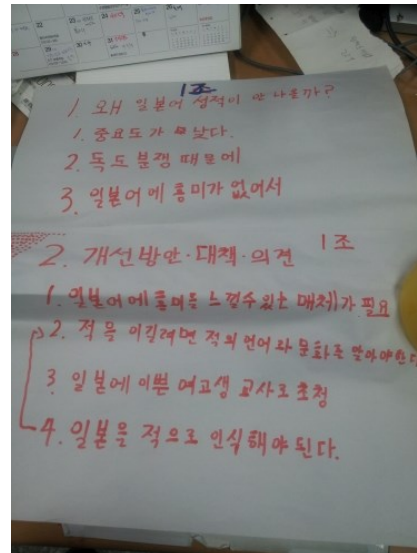 1조
1. 왜 일본어 성적이 안 나올까?
1. 중요도가 낮다.
2. 독도 분쟁 때문에
3. 일본어에 흥미가 없어서
1조
2. 개선방안·대책·의견
1. 일본어에 흥미를 느낄수 있는 매체가 필요
2. 적을 이길려면 적의 언어와 문화를 알아야한다
3 일본에 이쁜 여고생 교사로 초청
4. 일본을 적으로 인식해야 된다.